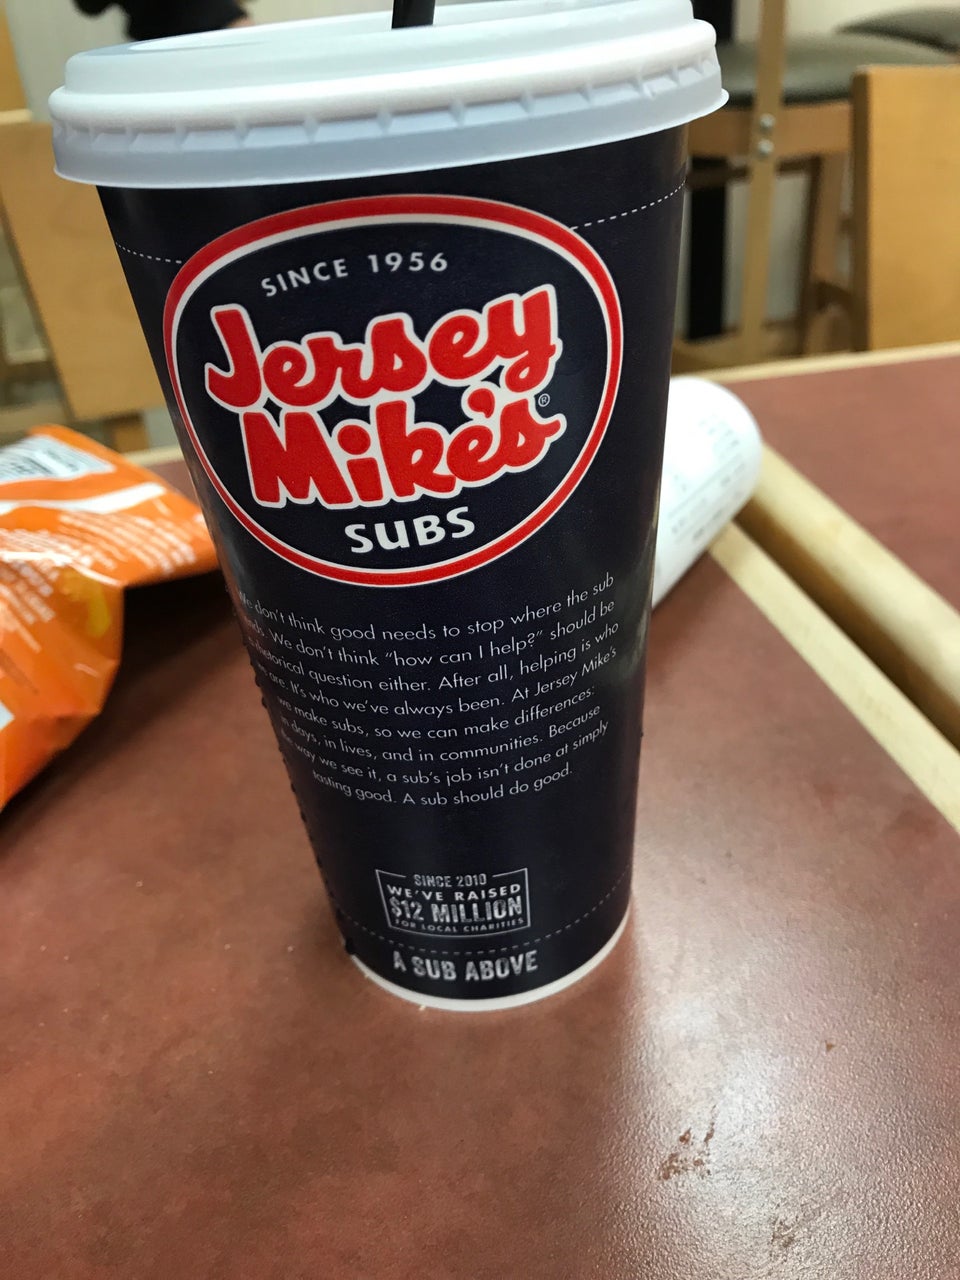 SINCE 1956
Jersey
Mike's®
SUBS
We don't think good needs to stop where the sub
We don't think "how can I help?" should be
rhetorical question either. After all, helping is who
are. It's who we've always been. At Jersey Mike's
we make subs, so we can make differences:
in days, in lives, and in communities. Because
way we see it, a sub's job isn't done at simply
tasting good. A sub should do good.
SINCE 2010
WE'VE RAISED
$12 MILLION
FOR LOCAL CHARITIES
A SUB ABOVE